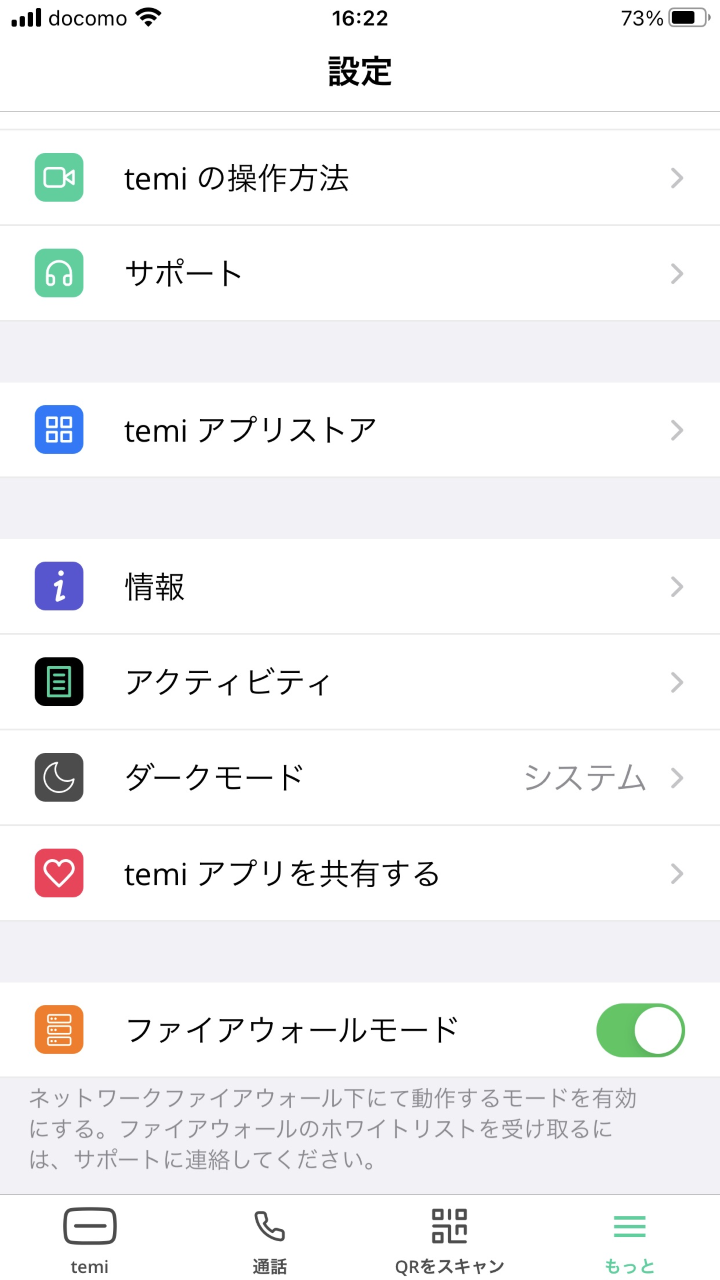 docomo 16:22 73%
設定
temi の操作方法
サポート
temi アプリストア
情報
アクティビティ
ダークモード システム
temi アプリを共有する
ファイアウォールモード
ネットワークファイアウォール下にて動作するモードを有効
にする。ファイアウォールのホワイトリストを受け取るに
は、サポートに連絡してください。
temi 通話 QRをスキャン もっと